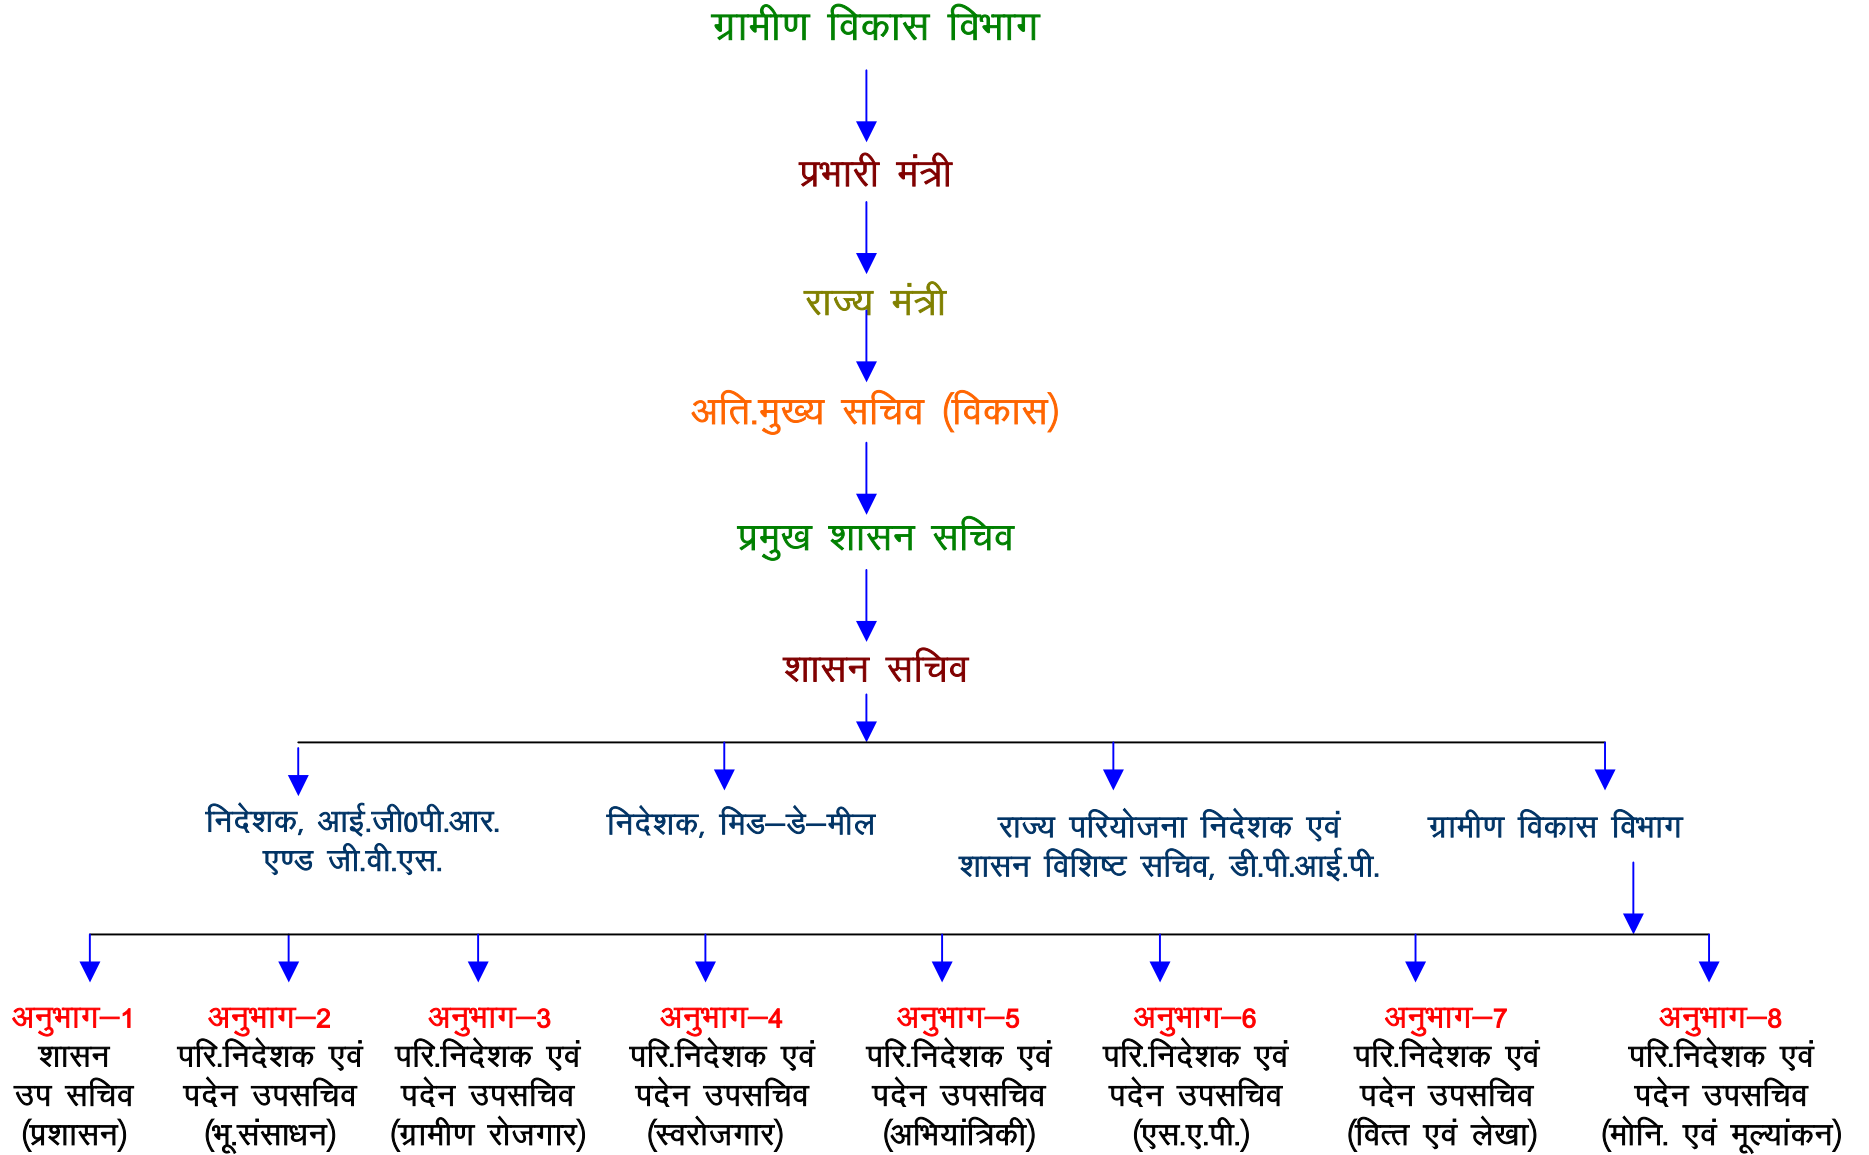 ग्रामीण विकास विभाग
प्रभारी मंत्री
राज्य मंत्री
अति.मुख्य सचिव (विकास)
प्रमुख शासन सचिव
शासन सचिव
निदेशक, आई.जी0पी.आर.
एण्ड जी.वी.एस.
निदेशक, मिड–डे–मील
राज्य परियोजना निदेशक एवं
शासन विशिष्ट सचिव, डी.पी.आई.पी.
ग्रामीण विकास विभाग
अनुभाग–1
शासन
उप सचिव
(प्रशासन)
अनुभाग–2
परि.निदेशक एवं
पदेन उपसचिव
(भू.संसाधन)
अनुभाग–3
परि.निदेशक एवं
पदेन उपसचिव
(ग्रामीण रोजगार)
अनुभाग–4
परि.निदेशक एवं
पदेन उपसचिव
(स्वरोजगार)
अनुभाग–5
परि.निदेशक एवं
पदेन उपसचिव
(अभियांत्रिकी)
अनुभाग–6
परि.निदेशक एवं
पदेन उपसचिव
(एस.ए.पी.)
अनुभाग–7
परि.निदेशक एवं
पदेन उपसचिव
(वित्त एवं लेखा)
अनुभाग–8
परि.निदेशक एवं
पदेन उपसचिव
(मोनि. एवं मूल्यांकन)